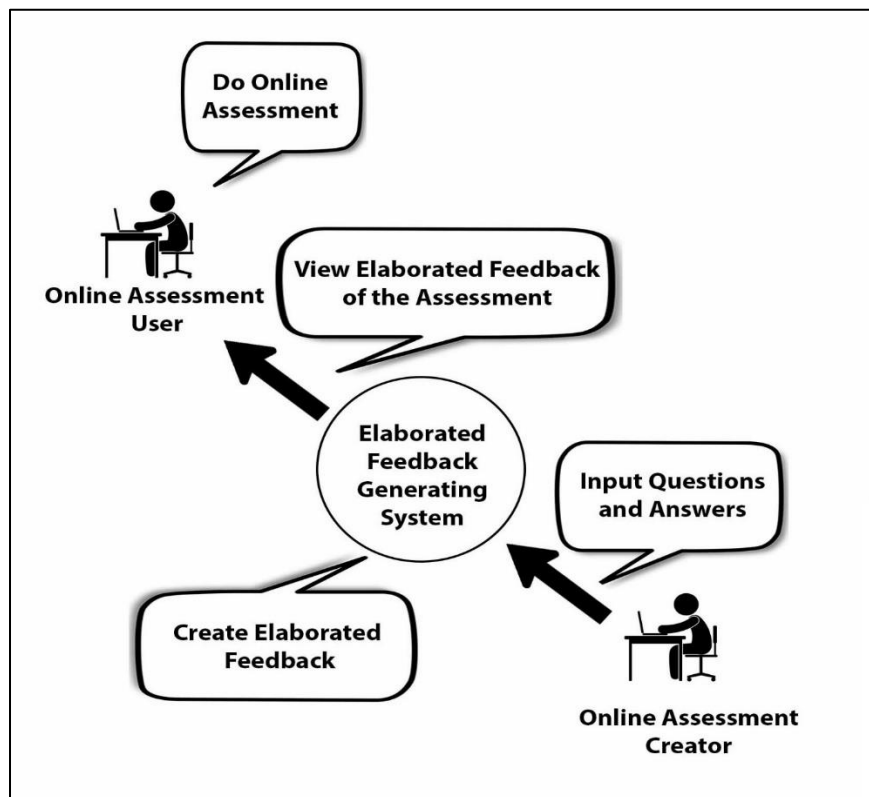 Do Online
Assessment
Online Assessment
User
View Elaborated Feedback
of the Assessment
Elaborated
Feedback
Generating
System
Input Questions
and Answers
Create Elaborated
Feedback
Online Assessment
Creator